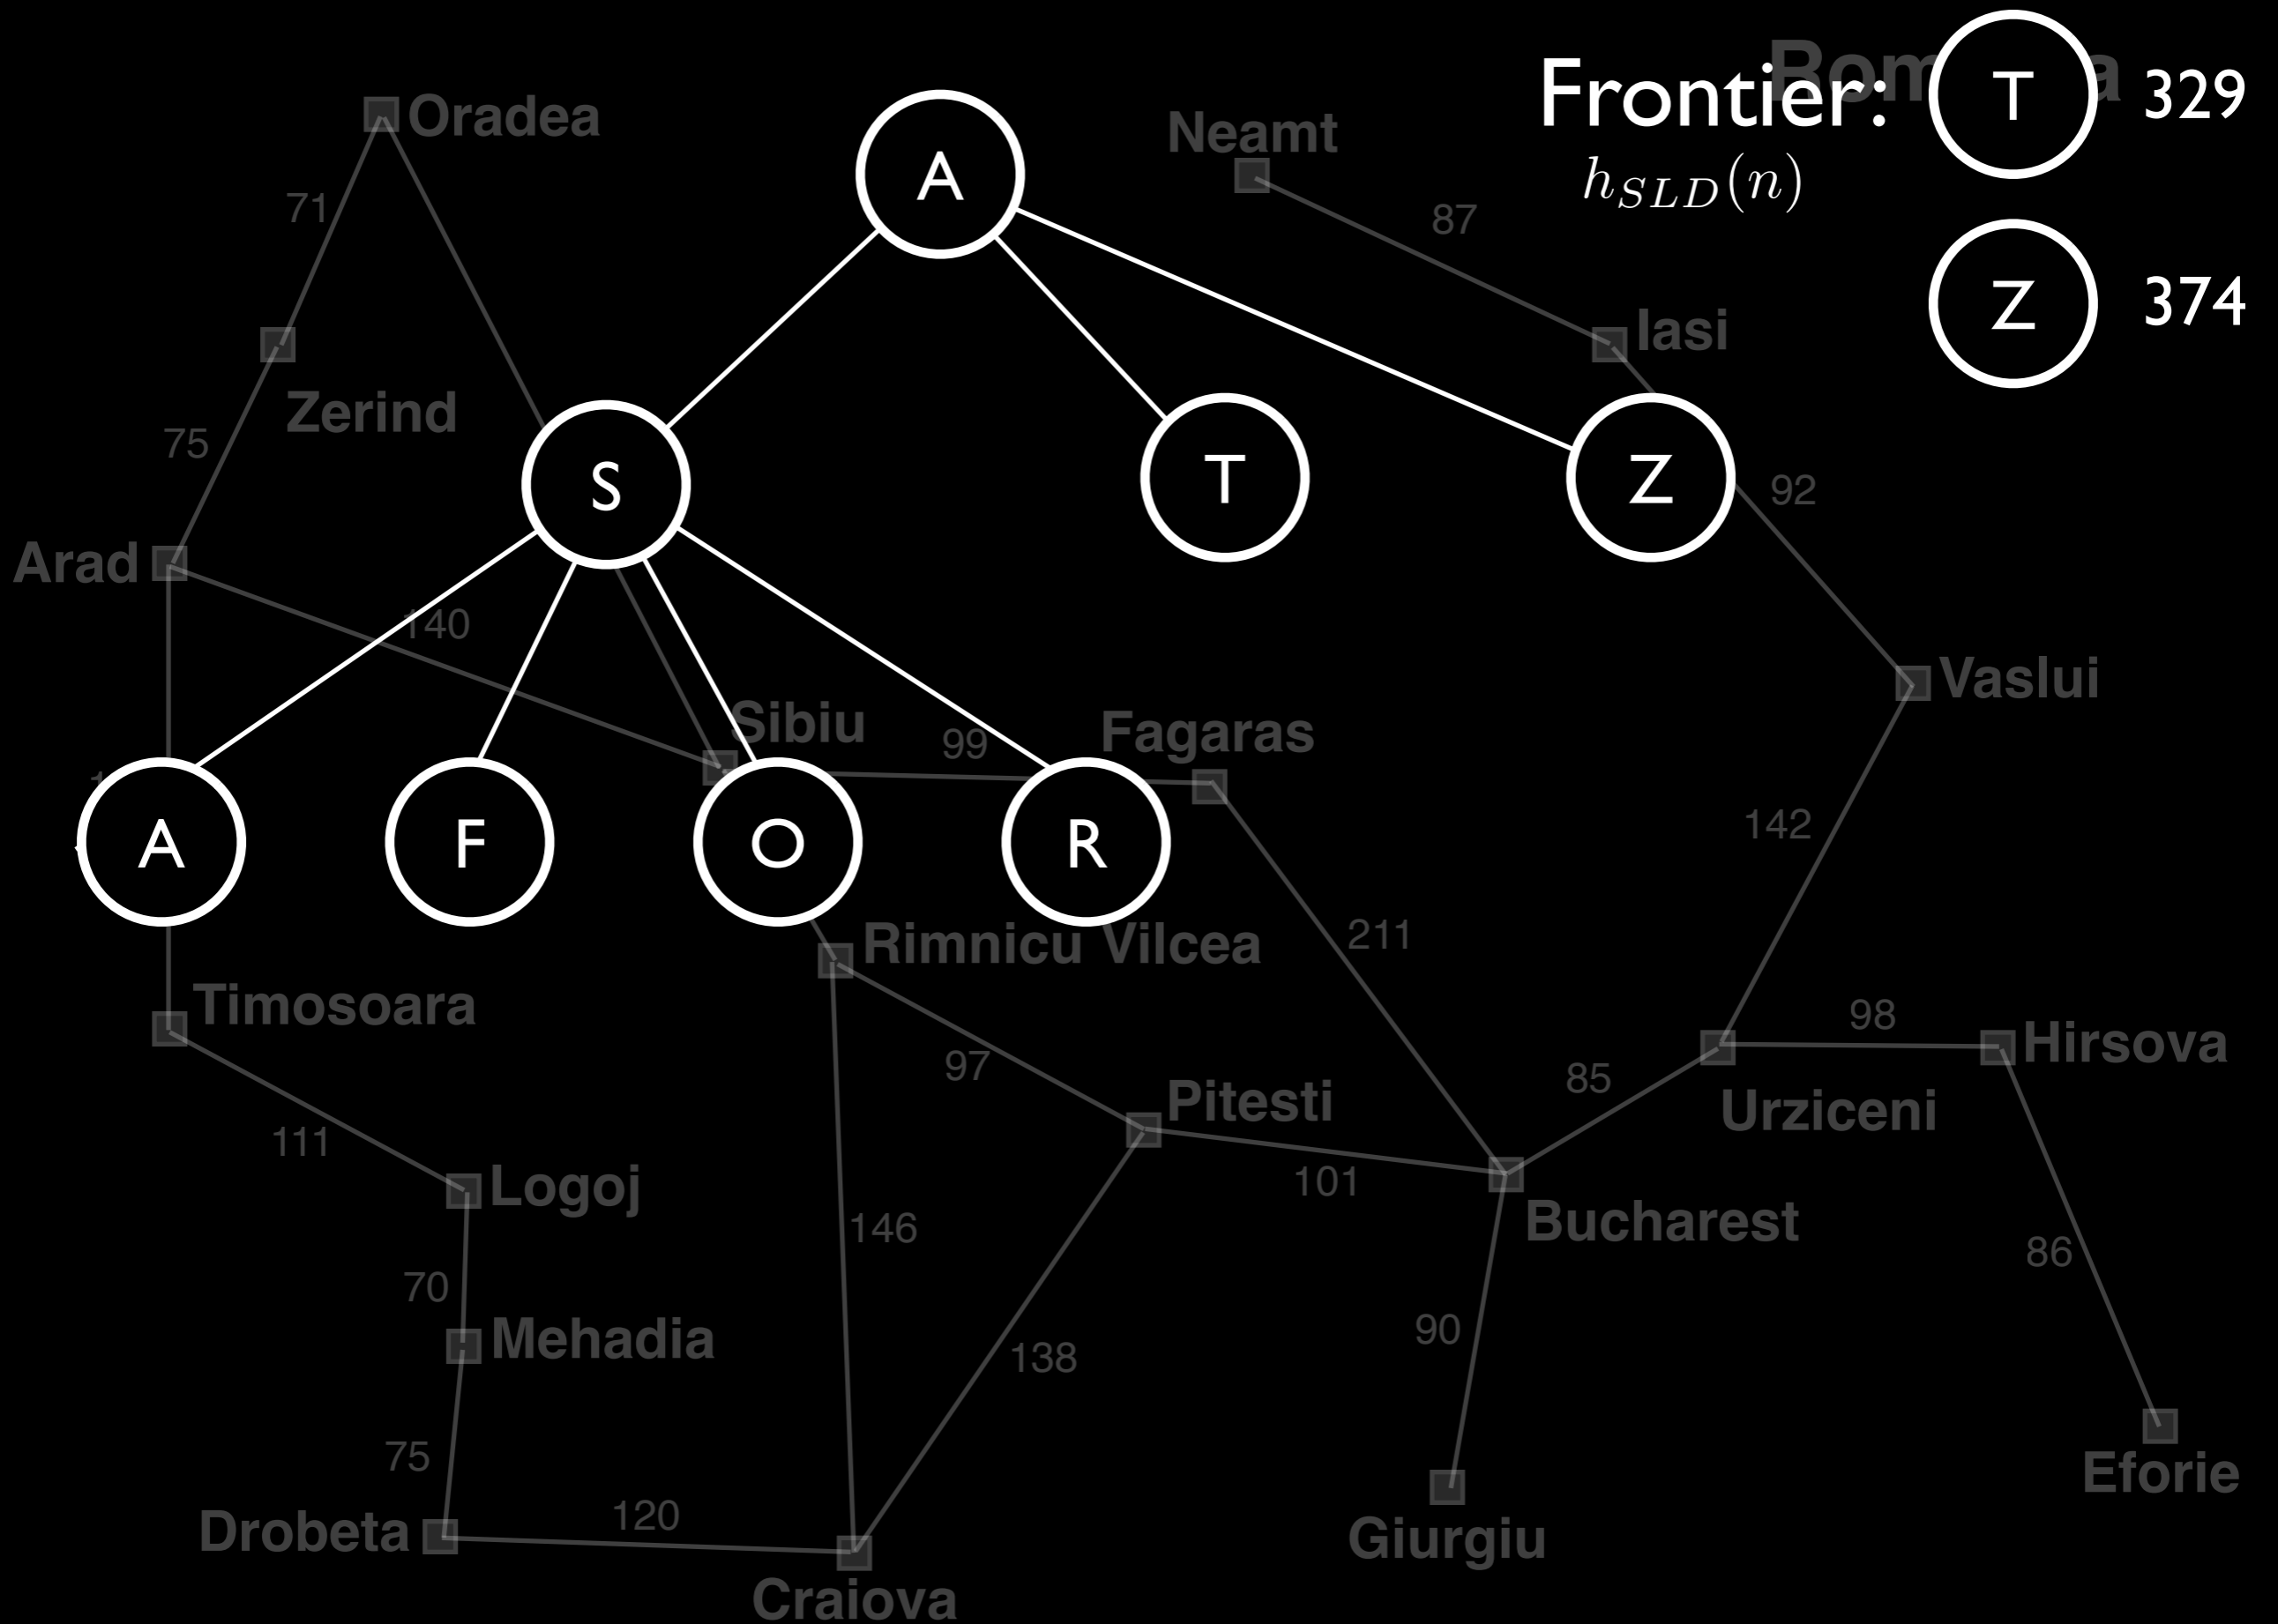 Frontier:
h_{SLD}(n)
T 329
Z 374
A
S
T
Z
A
F
O
R
Oradea
Neamt
71
87
Zerind
Iasi
75
92
Arad
140
Sibiu
99
Fagaras
Vaslui
142
Rimnicu Vilcea
211
Timosoara
98
Hirsova
97
85
Pitesti
Urziceni
111
Logoj
101
Bucharest
146
86
70
Mehadia
90
138
75
Eforie
Drobeta
120
Giurgiu
Craiova